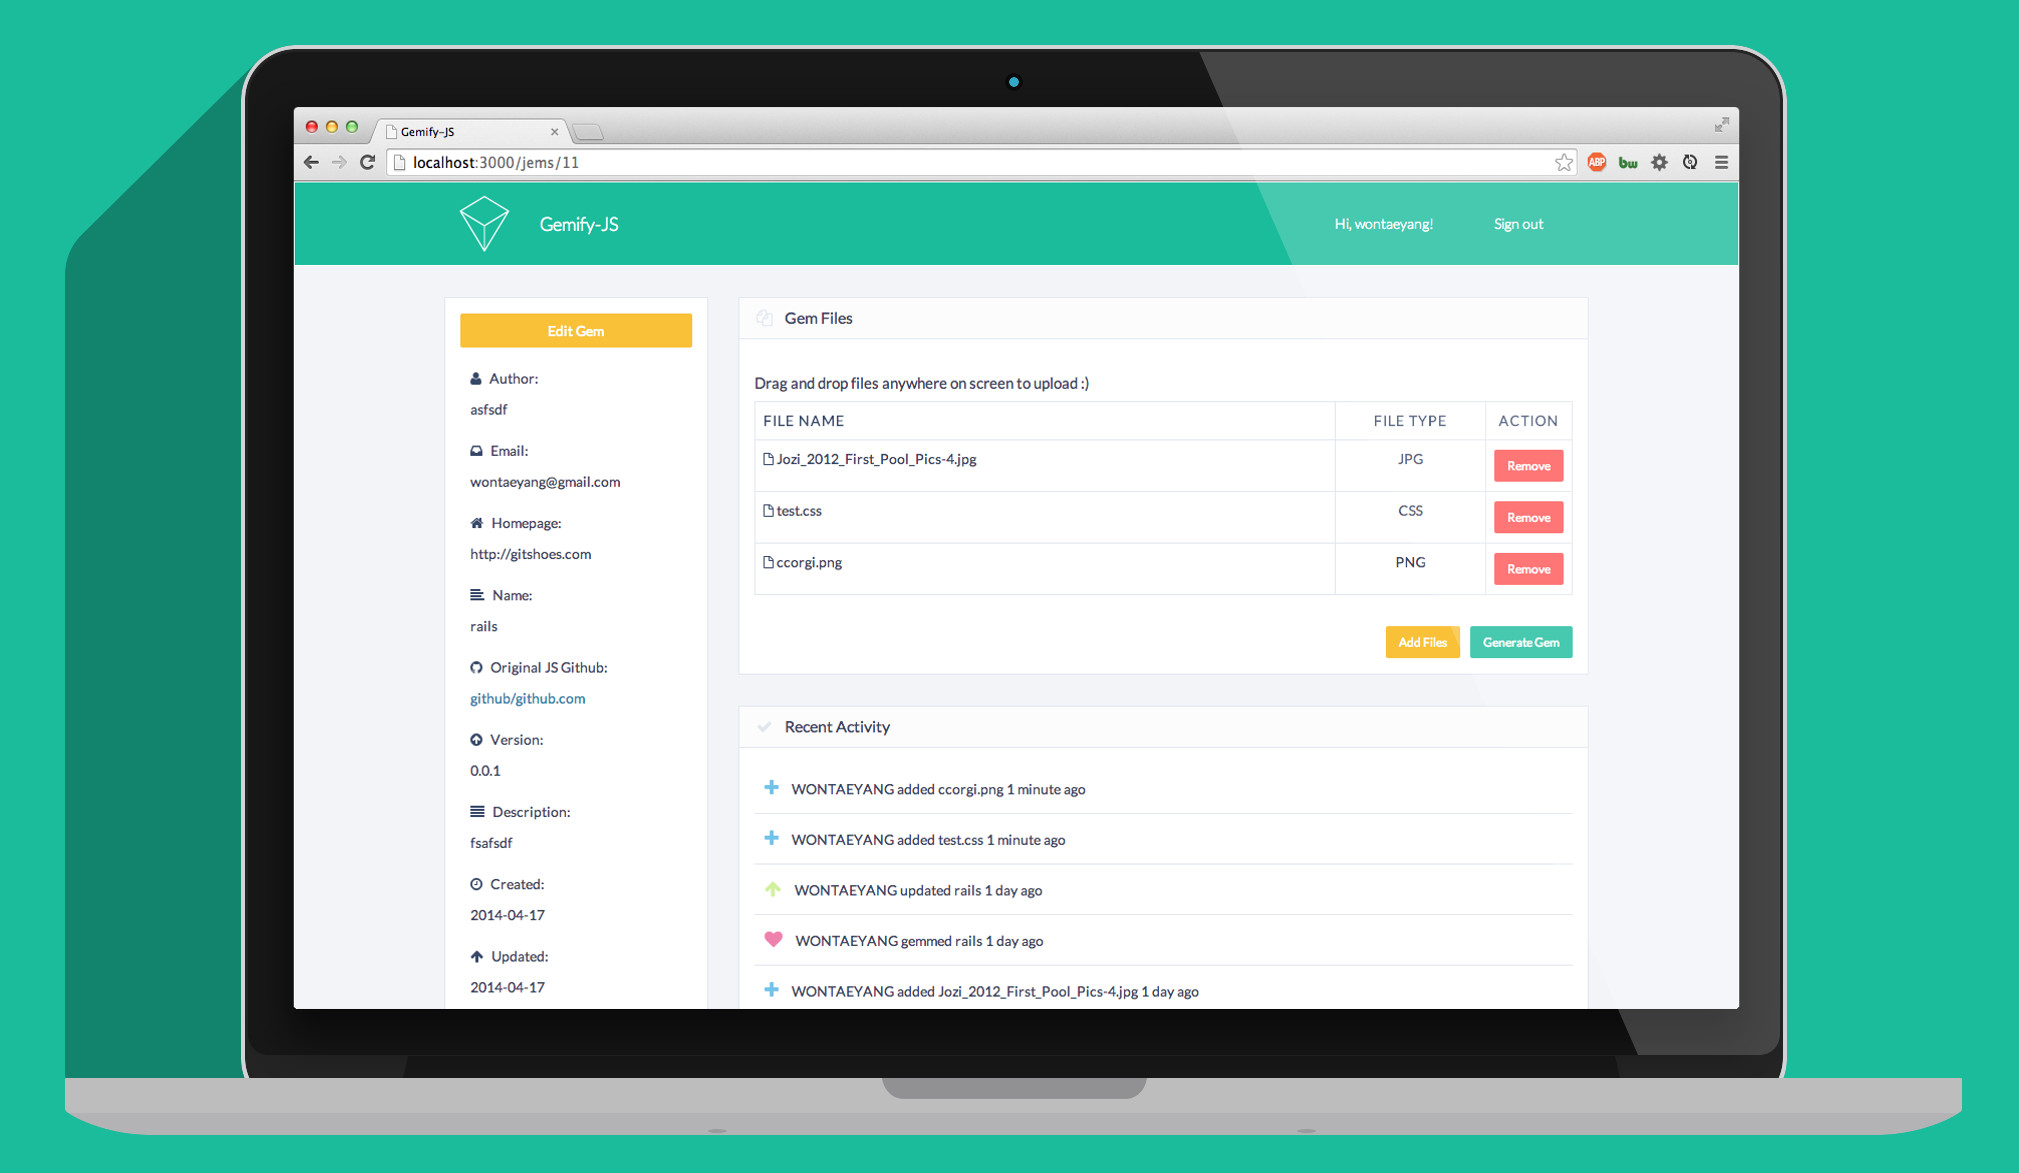 Gemify-JS
localhost:3000/jems/11
ABP
bw
Gemify-JS
Hi, wontaeyang!
Sign out
Edit Gem
Author:
asfsdf
Email:
wontaeyang@gmail.com
Homepage:
http://gitshoes.com
Name:
rails
Original JS Github:
github/github.com
Version:
0.0.1
Description:
fsafsdf
Created:
2014-04-17
Updated:
2014-04-17
Gem Files
Drag and drop files anywhere on screen to upload :)
FILE NAME FILE TYPE ACTION
Jozi_2012_First_Pool_Pics-4.jpg JPG Remove
test.css CSS Remove
ccorgi.png PNG Remove
Add Files Generate Gem
Recent Activity
WONTAEYANG added ccorgi.png 1 minute ago
WONTAEYANG added test.css 1 minute ago
WONTAEYANG updated rails 1 day ago
WONTAEYANG gemmed rails 1 day ago
WONTAEYANG added Jozi_2012_First_Pool_Pics-4.jpg 1 day ago